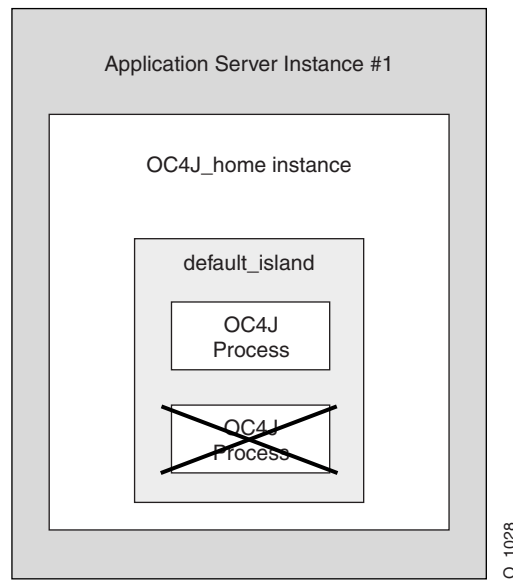 Application Server Instance #1
OC4J_home instance
default_island
OC4J
Process
OC4J
Process
O_1028